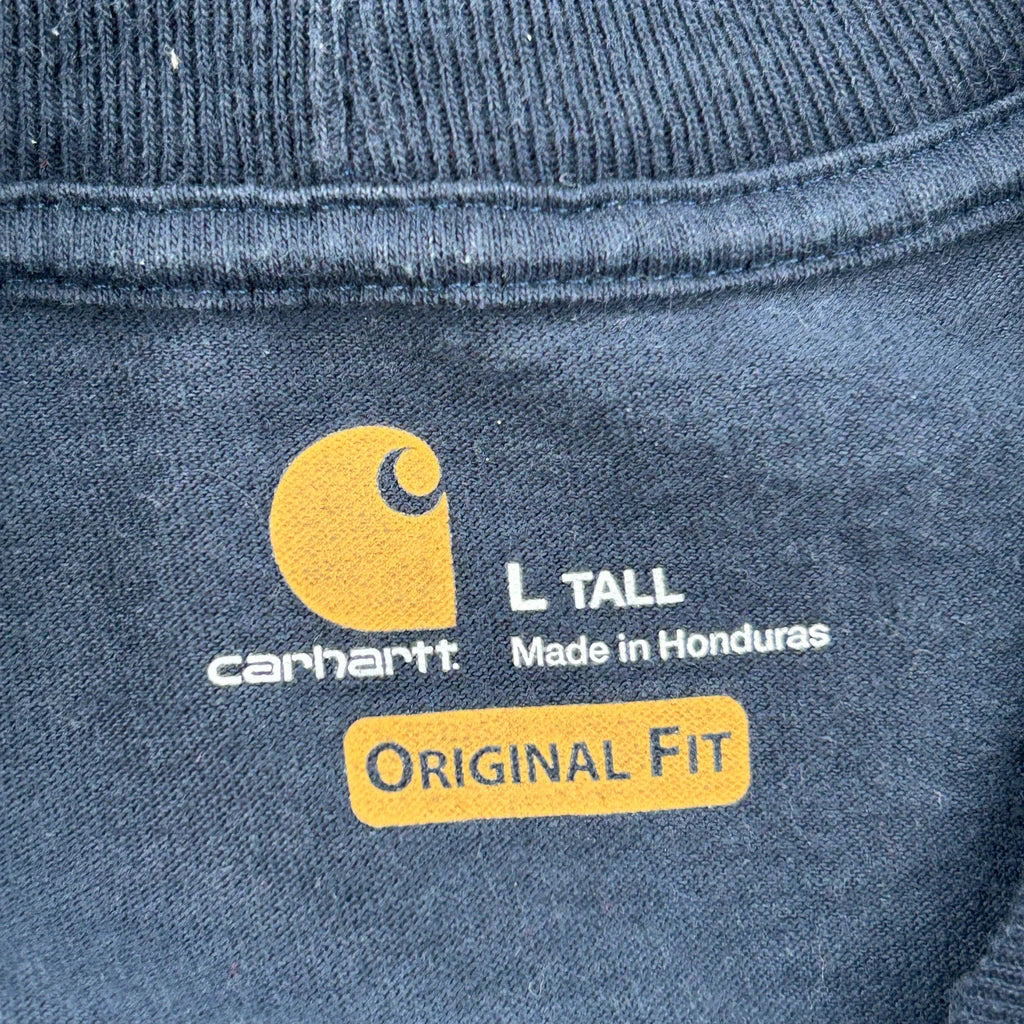 L TALL
carhartt.
Made in Honduras
ORIGINAL FIT